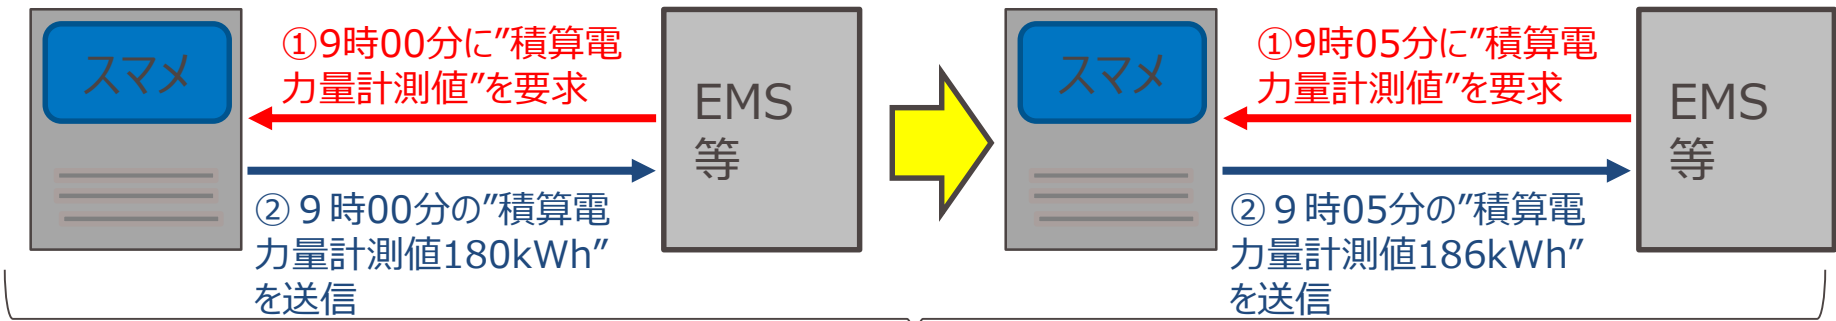 スマメ
①9時00分に”積算電
力量計測値”を要求
EMS
等
②９時00分の”積算電
力量計測値180kWh”
を送信
スマメ
①9時05分に”積算電
力量計測値”を要求
EMS
等
②９時05分の”積算電
力量計測値186kWh”
を送信